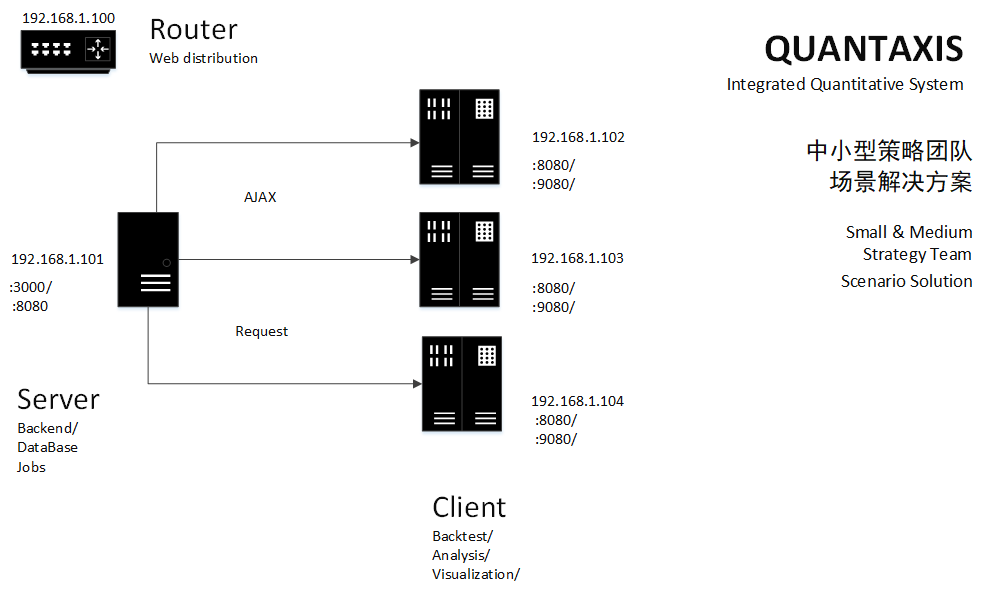 192.168.1.100
Router
Web distribution
QUANTAXIS
Integrated Quantitative System
中小型策略团队
场景解决方案
Small & Medium
Strategy Team
Scenario Solution
192.168.1.102
:8080/
:9080/
AJAX
192.168.1.101
:3000/
:8080
192.168.1.103
:8080/
:9080/
Request
Server
Backend/
DataBase
Jobs
192.168.1.104
:8080/
:9080/
Client
Backtest/
Analysis/
Visualization/